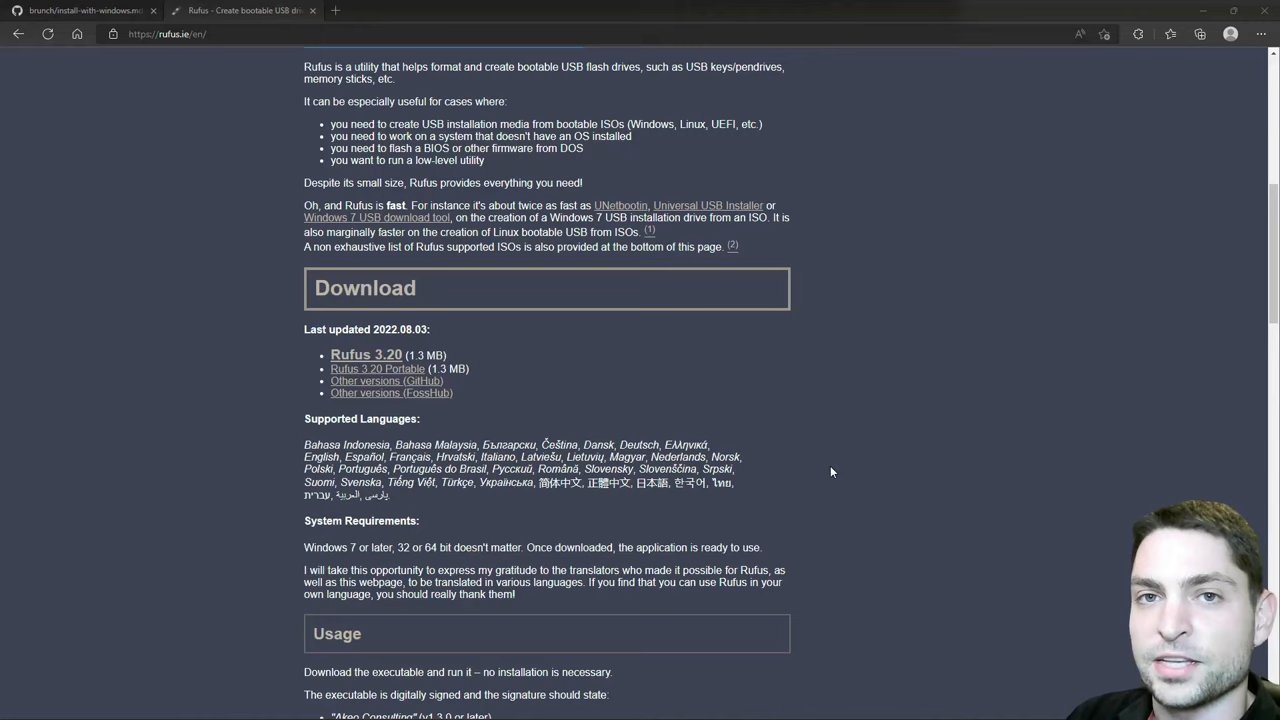 brunch/install-with-windows.md
Rufus - Create bootable USB driv
https://rufus.ie/en/
Rufus is a utility that helps format and create bootable USB flash drives, such as USB keys/pendrives,
memory sticks, etc.
It can be especially useful for cases where:
you need to create USB installation media from bootable ISOs (Windows, Linux, UEFI, etc.)
you need to work on a system that doesn't have an OS installed
you need to flash a BIOS or other firmware from DOS
you want to run a low-level utility
Despite its small size, Rufus provides everything you need!
Oh, and Rufus is fast. For instance it's about twice as fast as UNetbootin, Universal USB Installer or
Windows 7 USB download tool, on the creation of a Windows 7 USB installation drive from an ISO. It is
also marginally faster on the creation of Linux bootable USB from ISOs. (1)
A non exhaustive list of Rufus supported ISOs is also provided at the bottom of this page. (2)
Download
Last updated 2022.08.03:
Rufus 3.20 (1.3 MB)
Rufus 3.20 Portable (1.3 MB)
Other versions (GitHub)
Other versions (FossHub)
Supported Languages:
Bahasa Indonesia, Bahasa Malaysia, Български, Čeština, Dansk, Deutsch, Ελληνικά,
English, Español, Français, Hrvatski, Italiano, Latviešu, Lietuvių, Magyar, Nederlands, Norsk,
Polski, Português, Português do Brasil, Русский, Română, Slovensky, Slovenščina, Srpski,
Suomi, Svenska, Tiếng Việt, Türkçe, Українська, 简体中文, 正體中文, 日本語, 한국어, ไทย,
עברית, العربية, پارسی.
System Requirements:
Windows 7 or later, 32 or 64 bit doesn't matter. Once downloaded, the application is ready to use.
I will take this opportunity to express my gratitude to the translators who made it possible for Rufus, as
well as this webpage, to be translated in various languages. If you find that you can use Rufus in your
own language, you should really thank them!
Usage
Download the executable and run it – no installation is necessary.
The executable is digitally signed and the signature should state:
"Akeo Consulting" (v1.3.0 or later)